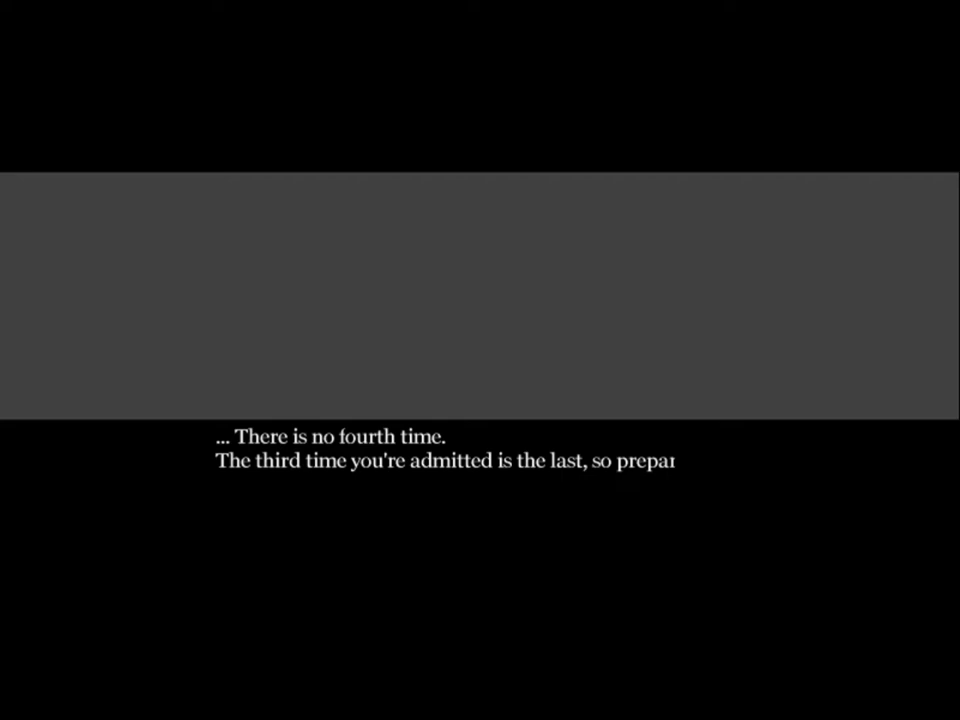 ... There is no fourth time.
The third time you're admitted is the last, so prepar